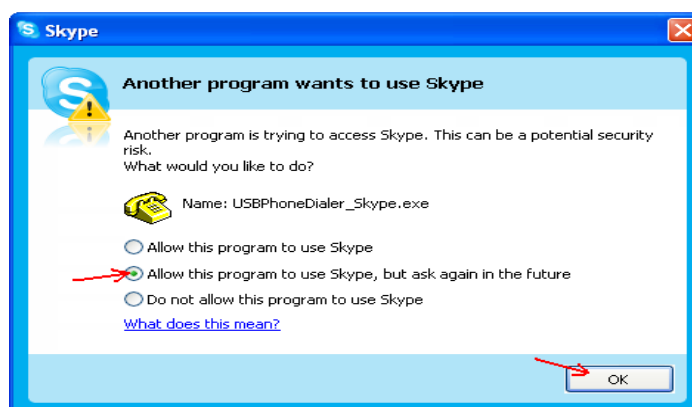 Skype
Another program wants to use Skype
Another program is trying to access Skype. This can be a potential security
risk.
What would you like to do?
Name: USBPhoneDialer_Skype.exe
Allow this program to use Skype
Allow this program to use Skype, but ask again in the future
Do not allow this program to use Skype
What does this mean?
OK